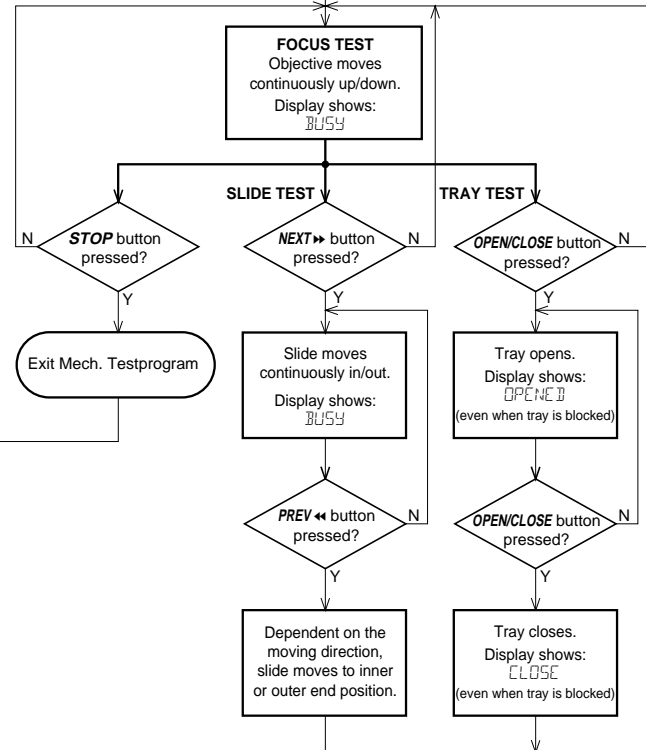 FOCUS TEST
Objective moves
continuously up/down.
Display shows:
BUSY
SLIDE TEST
TRAY TEST
STOP button
pressed?
N
Y
Exit Mech. Testprogram
NEXT ⏩ button
pressed?
N
Y
Slide moves
continuously in/out.
Display shows:
BUSY
PREV ⏪ button
pressed?
N
Y
Dependent on the
moving direction,
slide moves to inner
or outer end position.
OPEN/CLOSE button
pressed?
N
Y
Tray opens.
Display shows:
OPENED
(even when tray is blocked)
OPEN/CLOSE button
pressed?
N
Y
Tray closes.
Display shows:
CLOSE
(even when tray is blocked)